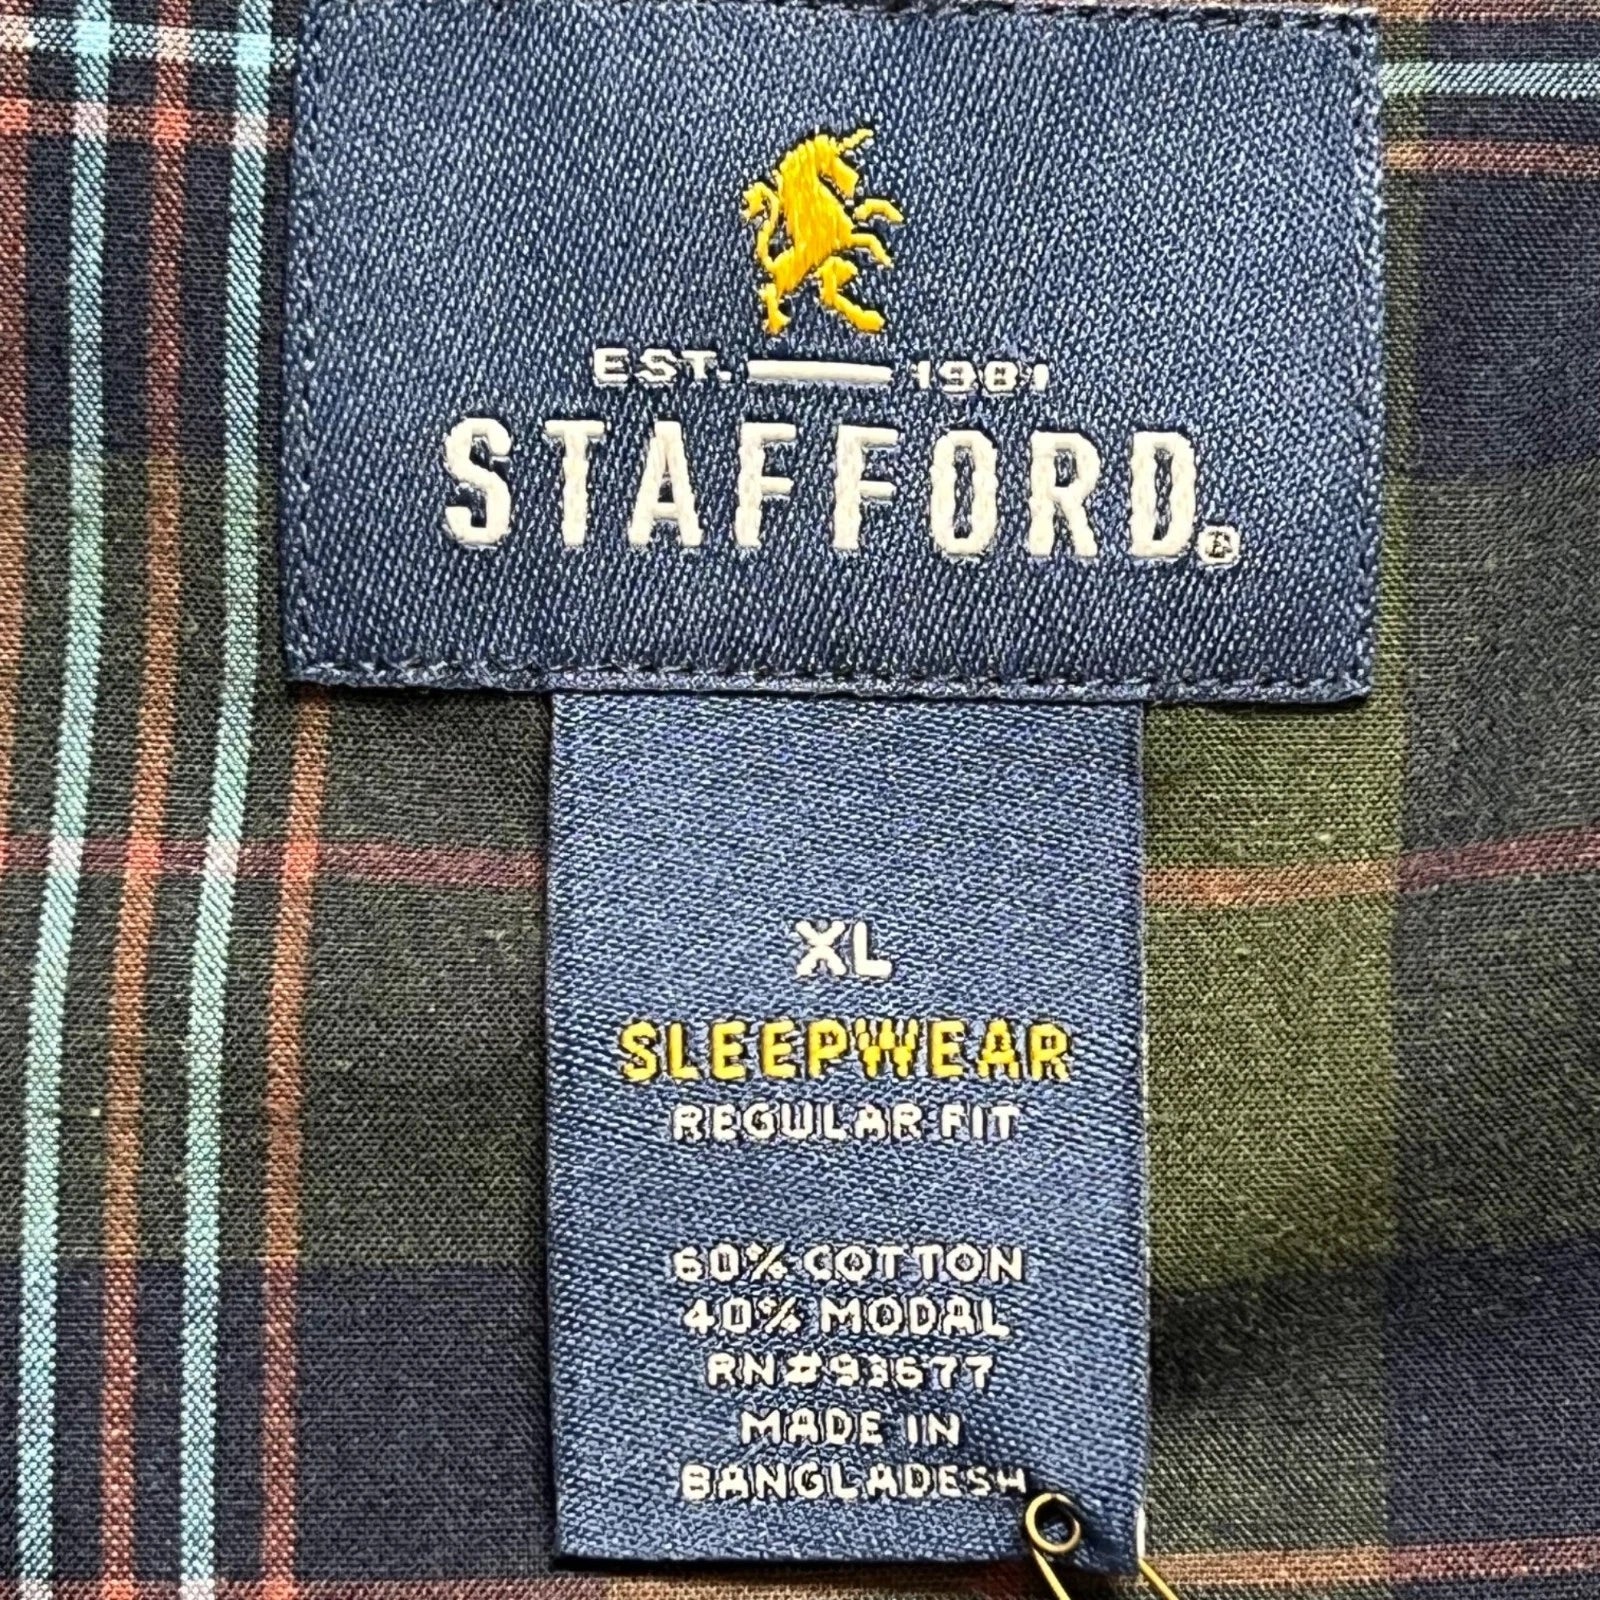 EST. — 1981
STAFFORD®
XL
SLEEPWEAR
REGULAR FIT
60% COTTON
40% MODAL
RN#93677
MADE IN
BANGLADESH